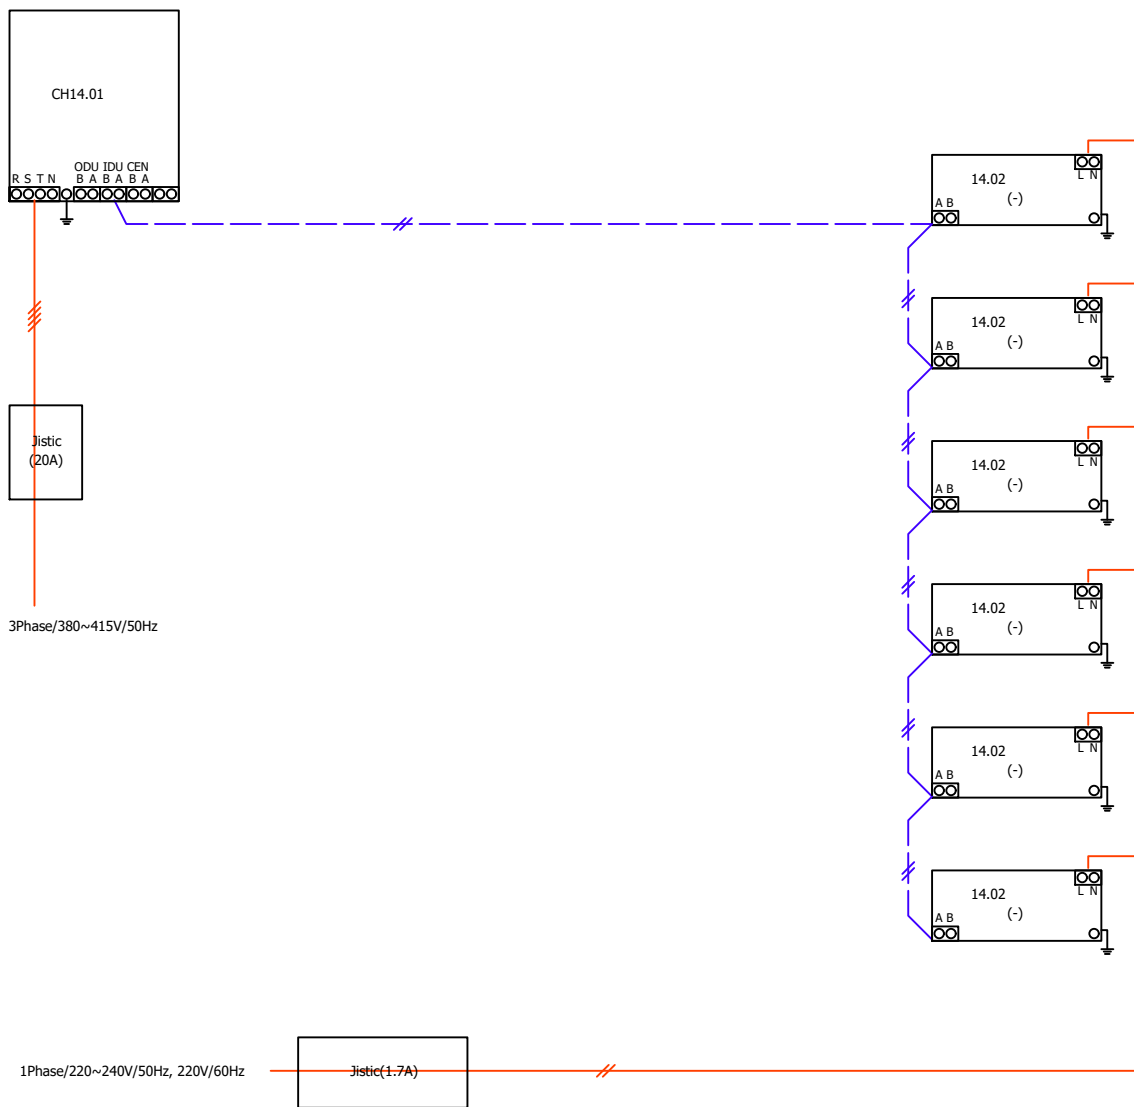 CH14.01
ODU IDU CEN
R S T N B A B A B A
14.02
(-)
L N
A B
14.02
(-)
L N
A B
14.02
(-)
L N
A B
14.02
(-)
L N
A B
14.02
(-)
L N
A B
14.02
(-)
L N
A B
Jistic
(20A)
3Phase/380~415V/50Hz
1Phase/220~240V/50Hz, 220V/60Hz
Jistic(1.7A)